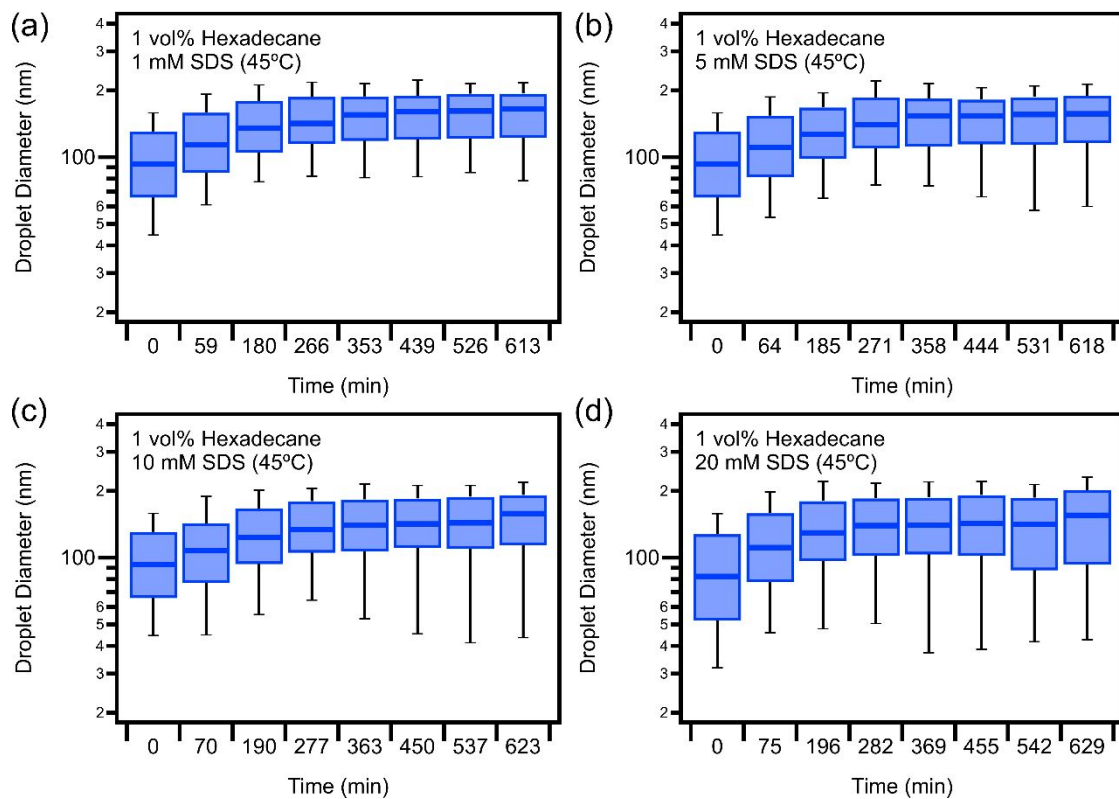 (a)
1 vol% Hexadecane
1 mM SDS (45ºC)
Droplet Diameter (nm)
4
3
2
100
6
5
4
3
2
0 59 180 266 353 439 526 613
Time (min)
(b)
1 vol% Hexadecane
5 mM SDS (45ºC)
Droplet Diameter (nm)
4
3
2
100
6
5
4
3
2
0 64 185 271 358 444 531 618
Time (min)
(c)
1 vol% Hexadecane
10 mM SDS (45ºC)
Droplet Diameter (nm)
4
3
2
100
6
5
4
3
2
0 70 190 277 363 450 537 623
Time (min)
(d)
1 vol% Hexadecane
20 mM SDS (45ºC)
Droplet Diameter (nm)
4
3
2
100
6
5
4
3
2
0 75 196 282 369 455 542 629
Time (min)